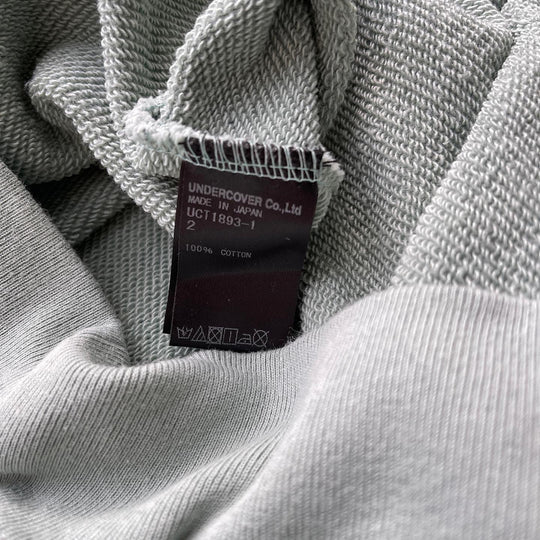 UNDERCOVER Co.,Ltd
MADE IN JAPAN
UCT1893-1
2
100% COTTON